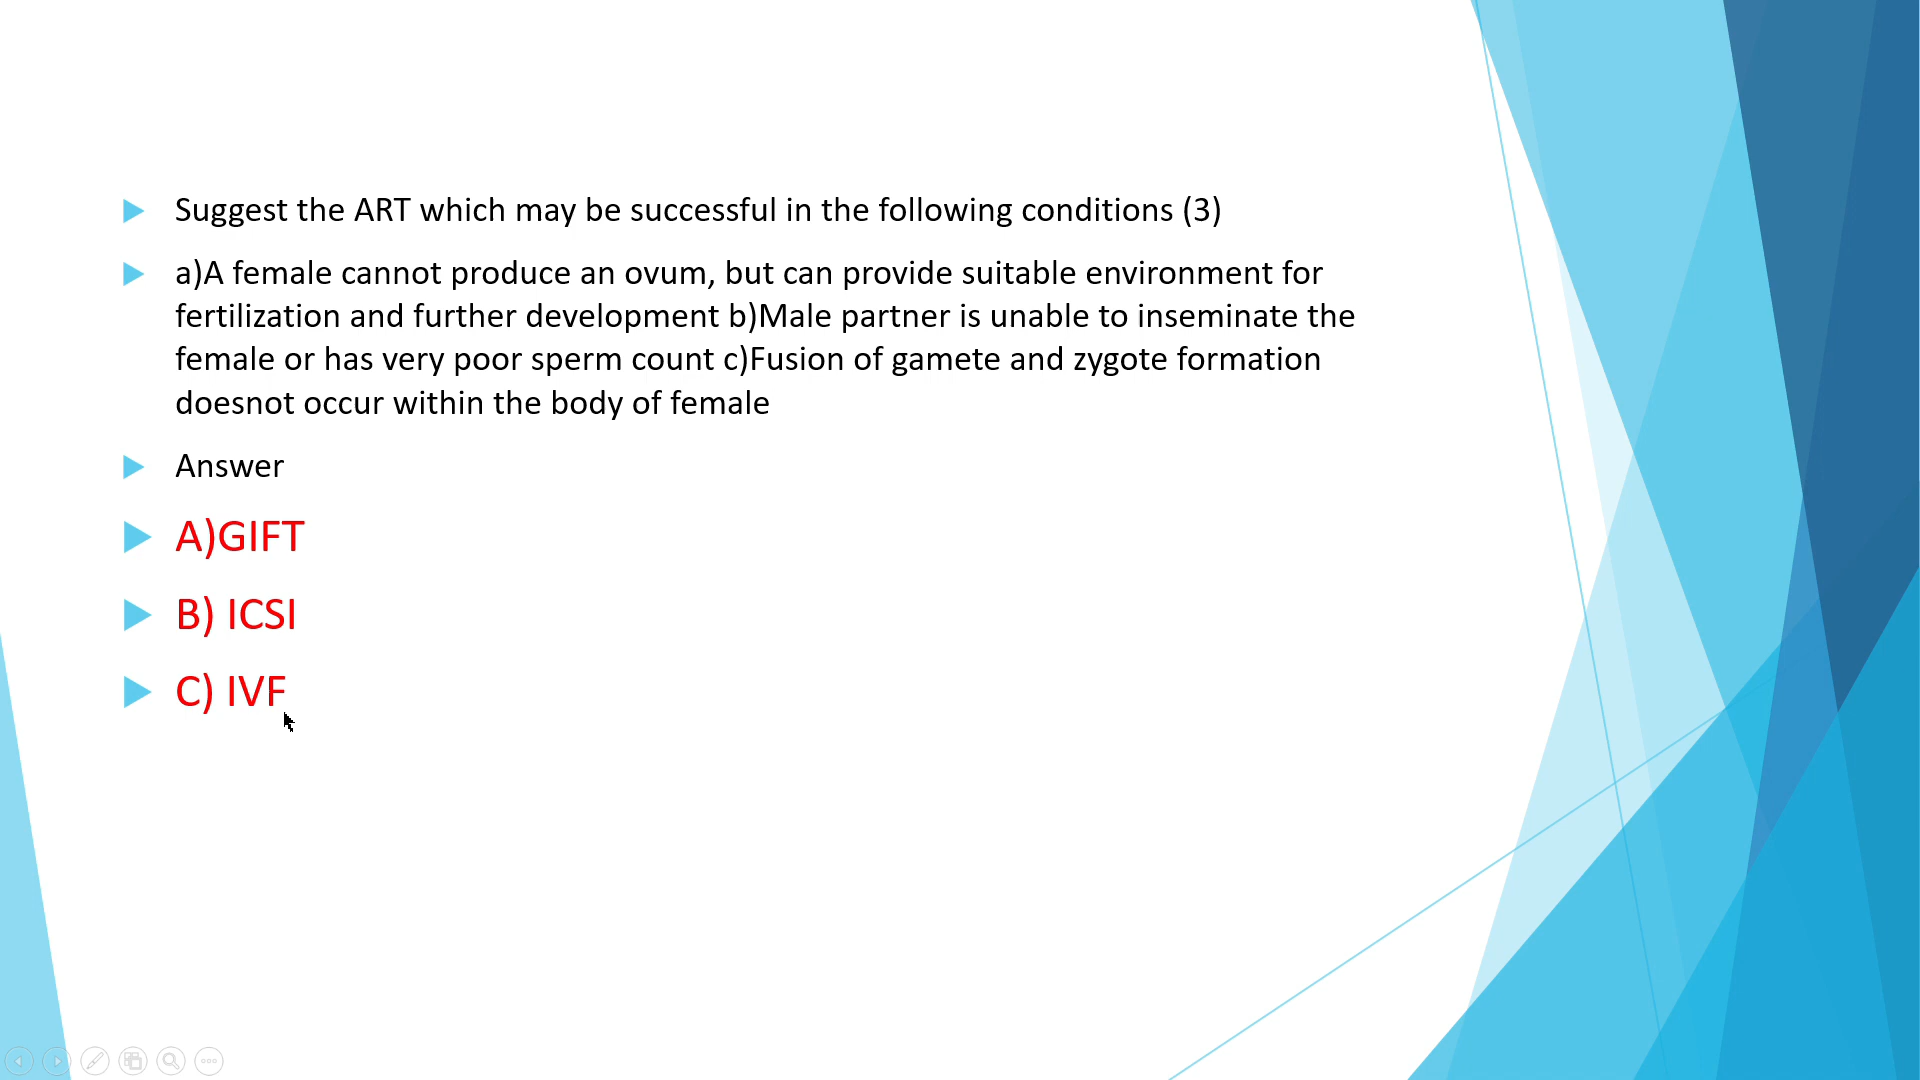 Suggest the ART which may be successful in the following conditions (3)
a)A female cannot produce an ovum, but can provide suitable environment for
fertilization and further development b)Male partner is unable to inseminate the
female or has very poor sperm count c)Fusion of gamete and zygote formation
doesnot occur within the body of female
Answer
A)GIFT
B) ICSI
C) IVF